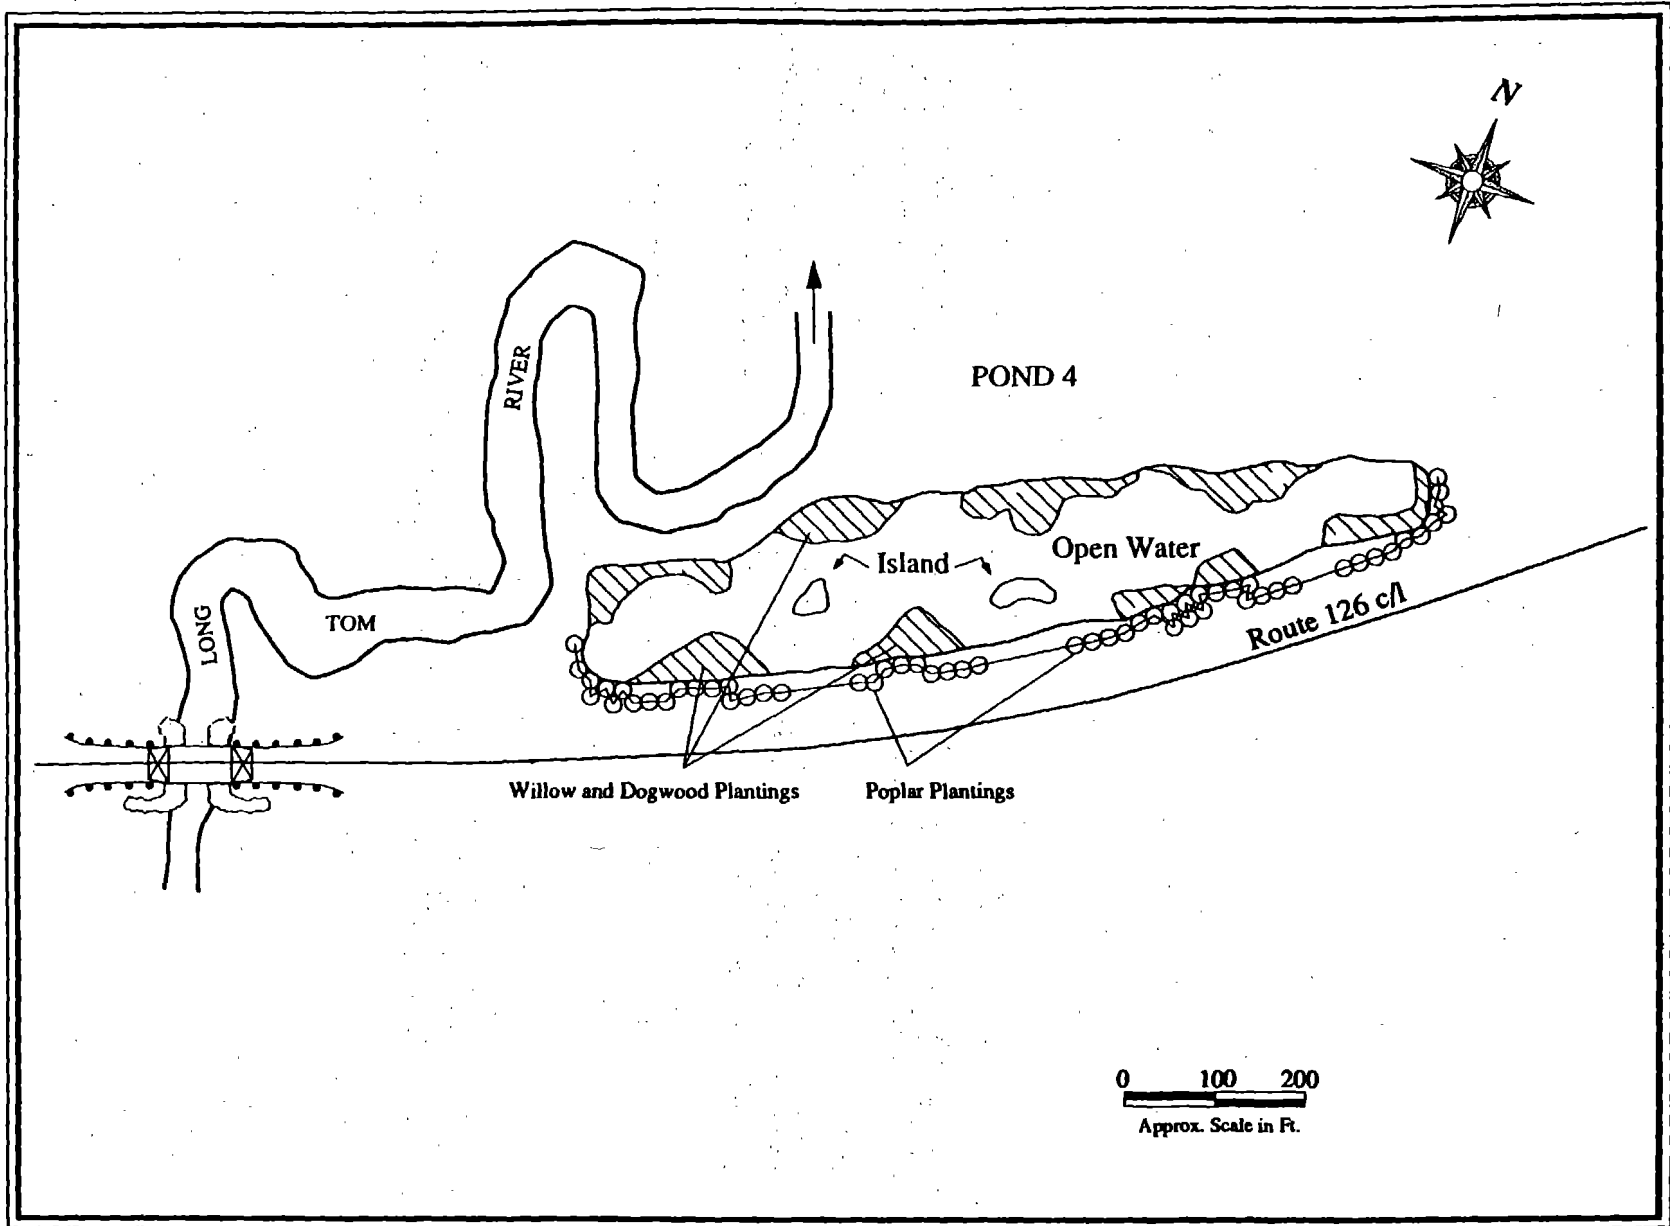 N
RIVER
POND 4
Island
Open Water
LONG
TOM
Route 126 c/l
Willow and Dogwood Plantings
Poplar Plantings
0 100 200
Approx. Scale in Ft.